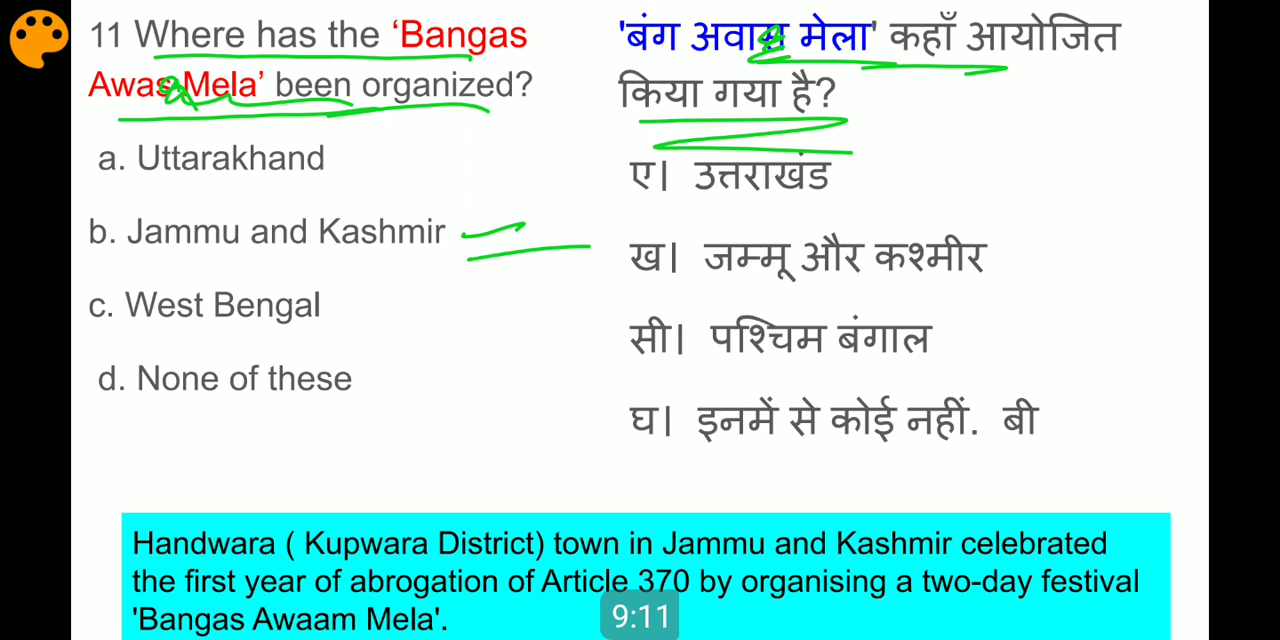 11 Where has the ‘Bangas
Awas Mela’ been organized?
a. Uttarakhand
b. Jammu and Kashmir
c. West Bengal
d. None of these
'बंग अवास मेला' कहाँ आयोजित
किया गया है?
ए। उत्तराखंड
ख। जम्मू और कश्मीर
सी। पश्चिम बंगाल
घ। इनमें से कोई नहीं. बी
Handwara ( Kupwara District) town in Jammu and Kashmir celebrated
the first year of abrogation of Article 370 by organising a two-day festival
'Bangas Awaam Mela'.
9:11